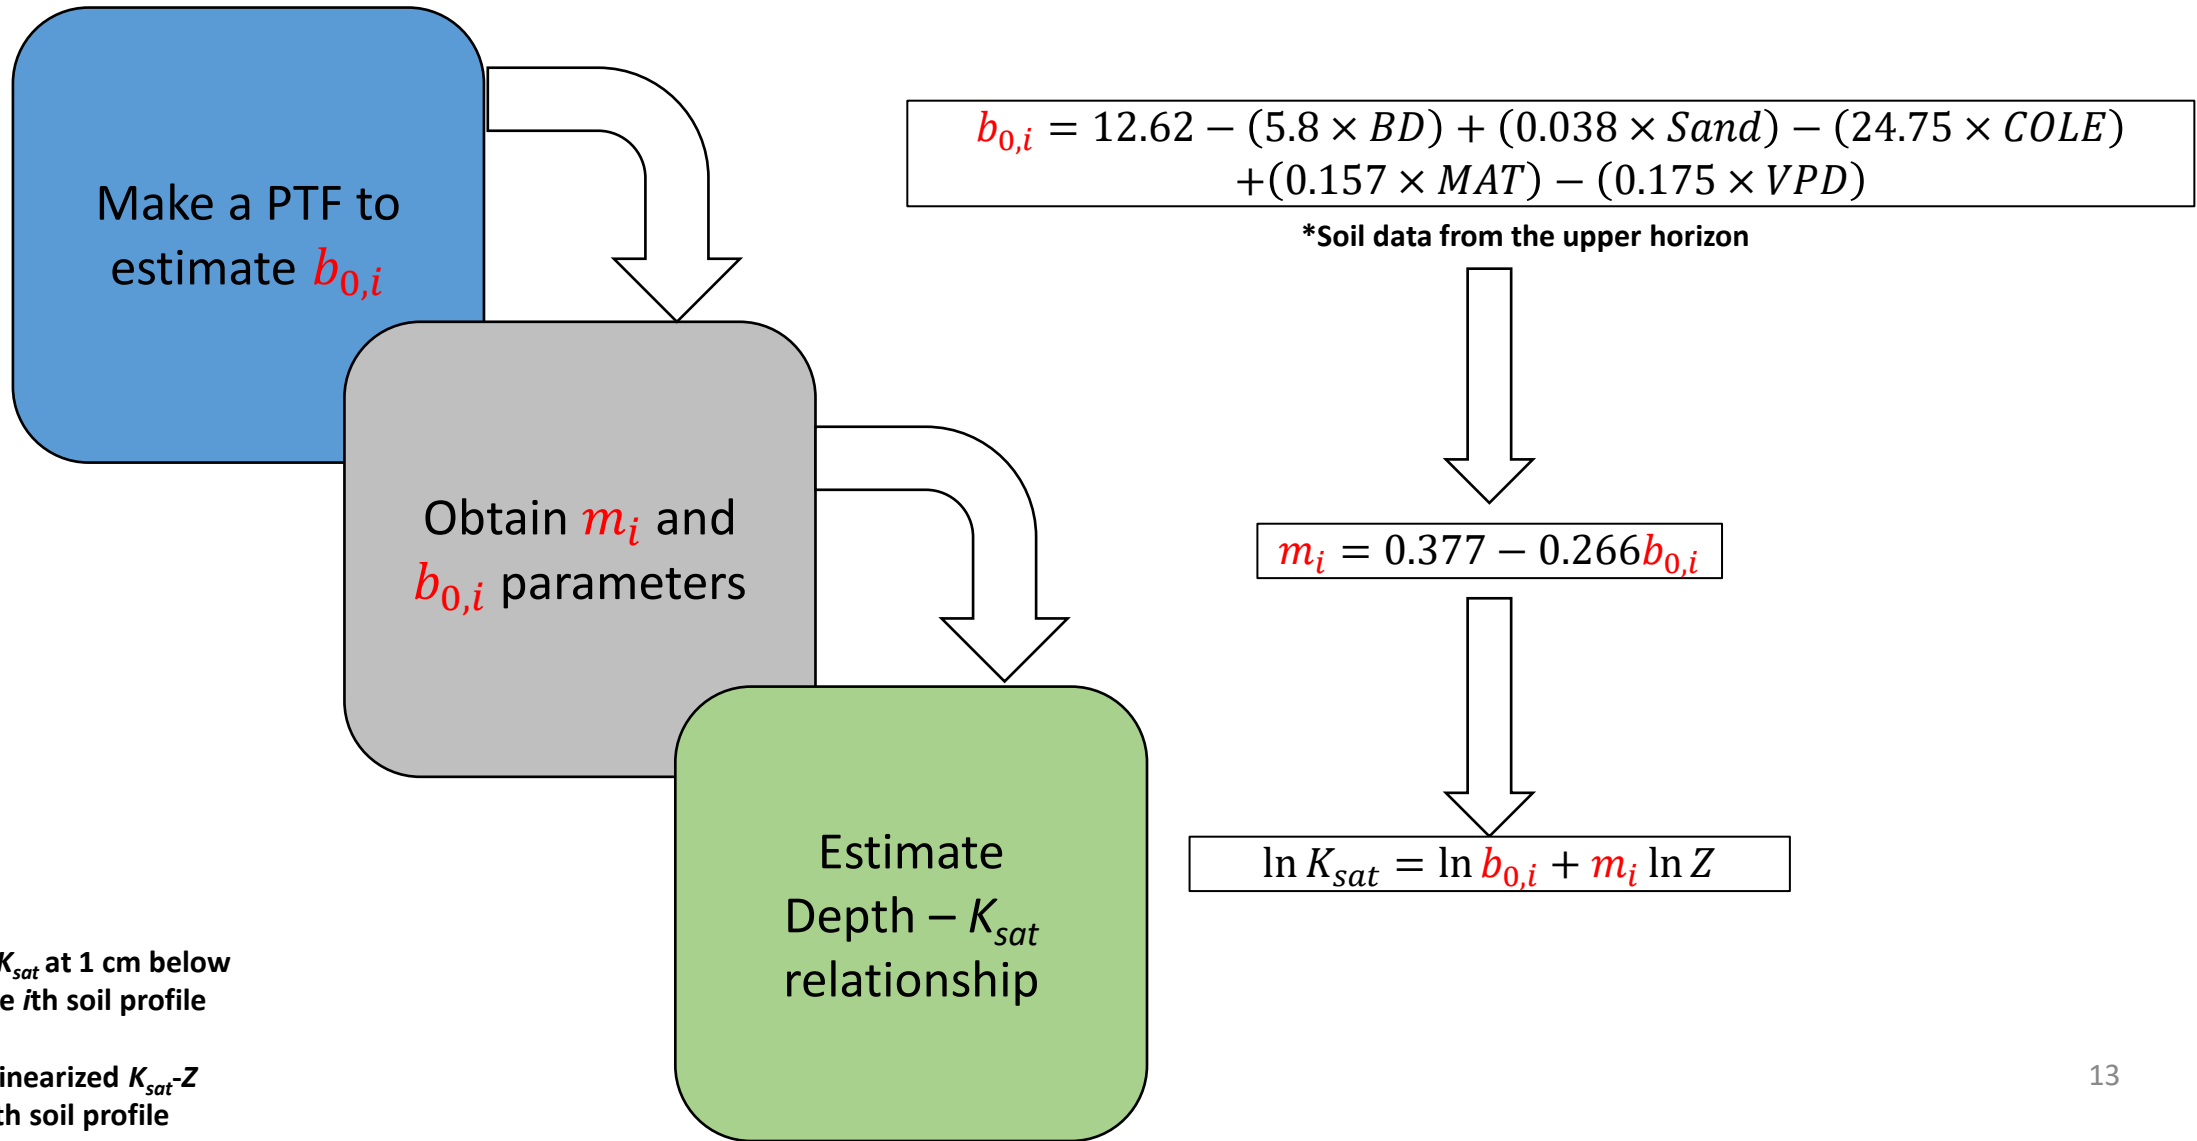 Make a PTF to
estimate b₀,ᵢ
Obtain mᵢ and
b₀,ᵢ parameters
Estimate
Depth – Kₛₐₜ
relationship
b₀,ᵢ = 12.62 − (5.8 × BD) + (0.038 × Sand) − (24.75 × COLE)
+(0.157 × MAT) − (0.175 × VPD)
*Soil data from the upper horizon
mᵢ = 0.377 − 0.266b₀,ᵢ
ln Kₛₐₜ = ln b₀,ᵢ + mᵢ ln Z
Kₛₐₜ at 1 cm below
ith soil profile
Kₛₐₜ-Z
soil profile
13